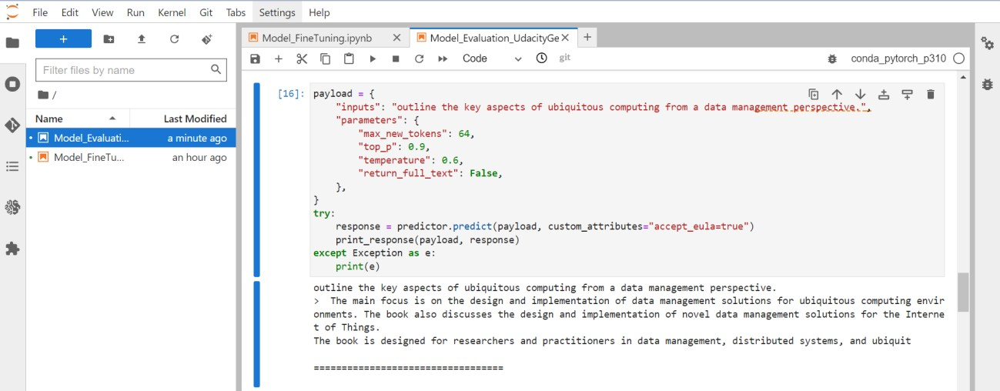 File Edit View Run Kernel Git Tabs Settings Help
+
Filter files by name
/
Name Last Modified
Model_Evaluati... a minute ago
Model_FineTu... an hour ago
Model_FineTuning.ipynb
Model_Evaluation_UdacityGe
Code
git
conda_pytorch_p310
[16]: payload = {
    "inputs": "outline the key aspects of ubiquitous computing from a data management perspective.",
    "parameters": {
        "max_new_tokens": 64,
        "top_p": 0.9,
        "temperature": 0.6,
        "return_full_text": False,
    },
}
try:
    response = predictor.predict(payload, custom_attributes="accept_eula=true")
    print_response(payload, response)
except Exception as e:
    print(e)
outline the key aspects of ubiquitous computing from a data management perspective.
>  The main focus is on the design and implementation of data management solutions for ubiquitous computing envir
onments. The book also discusses the design and implementation of novel data management solutions for the Interne
t of Things.
The book is designed for researchers and practitioners in data management, distributed systems, and ubiquit
==================================